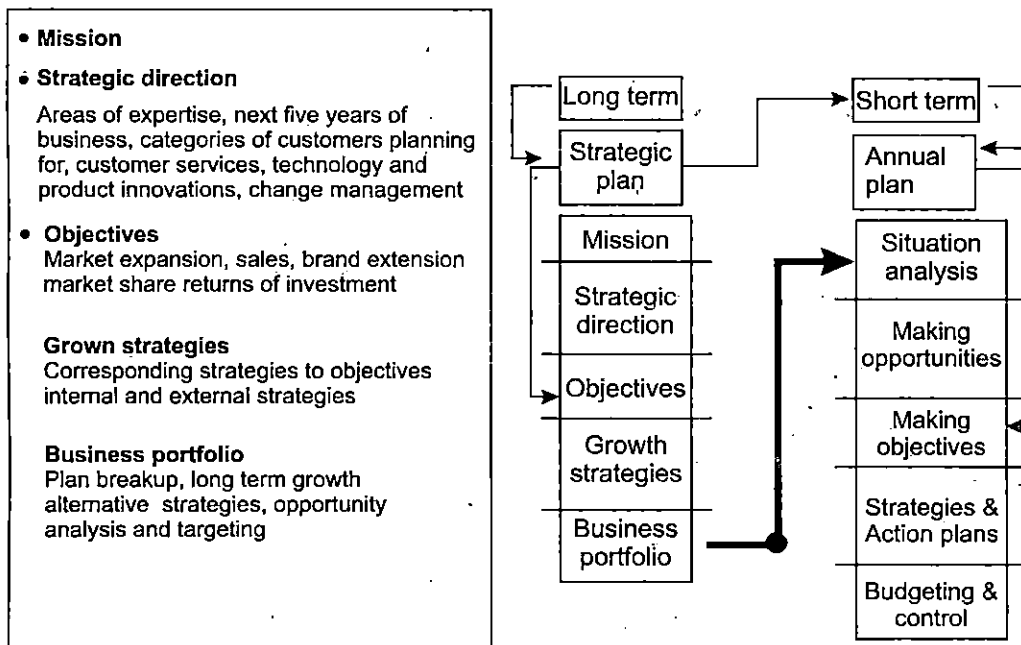 • Mission
• Strategic direction
Areas of expertise, next five years of
business, categories of customers planning
for, customer services, technology and
product innovations, change management
• Objectives
Market expansion, sales, brand extension
market share returns of investment
Grown strategies
Corresponding strategies to objectives
internal and external strategies
Business portfolio
Plan breakup, long term growth
alternative strategies, opportunity
analysis and targeting
Long term
Strategic
plan
Mission
Strategic
direction
Objectives
Growth
strategies
Business
portfolio
Short term
Annual
plan
Situation
analysis
Making
opportunities
Making
objectives
Strategies &
Action plans
Budgeting &
control